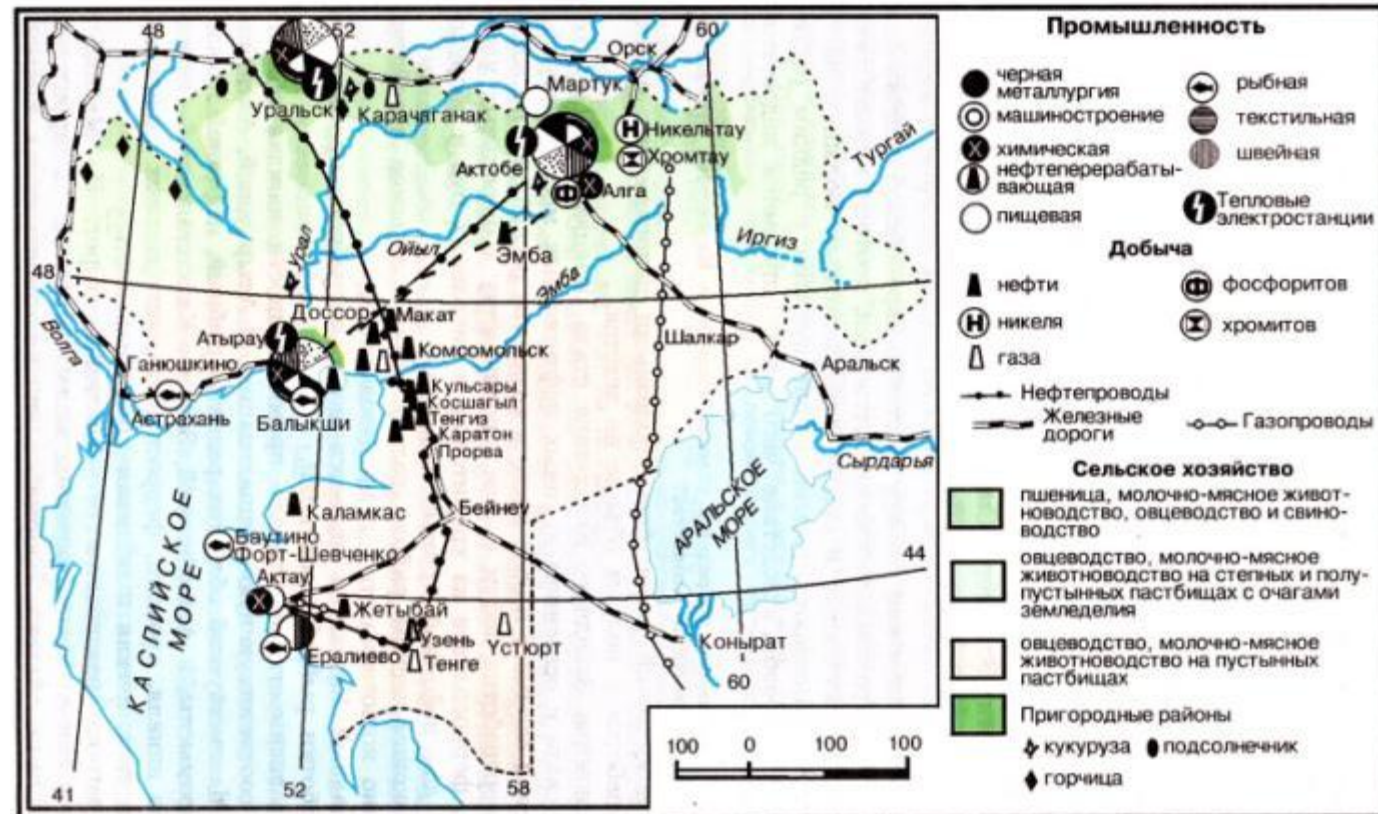 48
52
60
Орск
Мартук
Уральск
Карачаганак
Никельтау
Хромтау
Актобе
Алга
Тургай
Иргиз
Урал
Ойыл
Эмба
Эмба
48
Волга
Доссор
Макат
Атырау
Ганюшкино
Комсомольск
Шалкар
Аральск
Кульсары
Косшагыл
Тенгиз
Каратон
Прорва
Астрахань
Балыкши
Сырдарья
КАСПИЙСКОЕ МОРЕ
АРАЛЬСКОЕ
МОРЕ
Каламкас
Бейнеу
Баутино
Форт-Шевченко
44
Актау
Жетыбай
Узень
Үстюрт
Конырат
Ералиево
Тенге
60
41
52
58
100 0 100 100
Промышленность
черная
металлургия
машиностроение
химическая
нефтеперерабаты-
вающая
пищевая
рыбная
текстильная
швейная
Тепловые
электростанции
Добыча
нефти
никеля
газа
фосфоритов
хромитов
Нефтепроводы
Железные
дороги
Газопроводы
Сельское хозяйство
пшеница, молочно-мясное живот-
новодство, овцеводство и свино-
водство
овцеводство, молочно-мясное
животноводство на степных и полу-
пустынных пастбищах с очагами
земледелия
овцеводство, молочно-мясное
животноводство на пустынных
пастбищах
Пригородные районы
кукуруза
подсолнечник
горчица